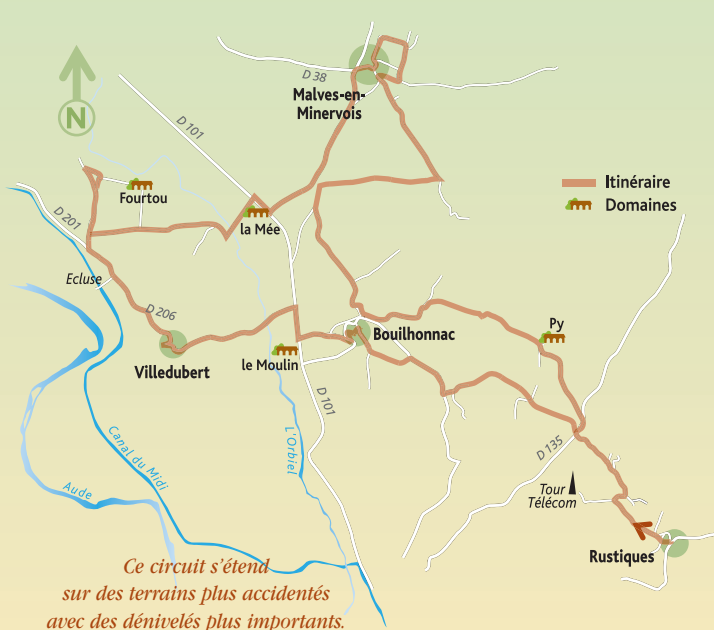 D 38
Malves-en-
Minervois
N
D 101
Itinéraire
Domaines
Fourtou
la Mée
D 201
Ecluse
D 206
Villedubert
le Moulin
Bouilhonnac
Py
D 101
L'Orbiel
Canal du Midi
Aude
D 135
Tour
Télécom
Rustiques
Ce circuit s'étend
sur des terrains plus accidentés
avec des dénivelés plus importants.